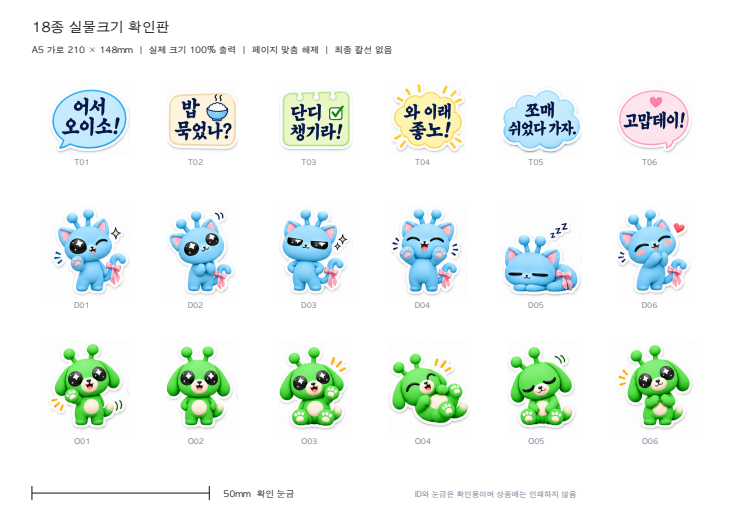 18종 실물크기 확인판
A5 가로 210 × 148mm | 실제 크기 100% 출력 | 페이지 맞춤 해제 | 최종 칼선 없음
어서
오이소!
밥
묵었나?
단디
챙기라!
와 이래
좋노!
쪼매
쉬었다 가자.
고맙데이!
T01 T02 T03 T04 T05 T06
zzZ
D01 D02 D03 D04 D05 D06
O01 O02 O03 O04 O05 O06
50mm 확인 눈금
ID와 눈금은 확인용이며 상품에는 인쇄하지 않음